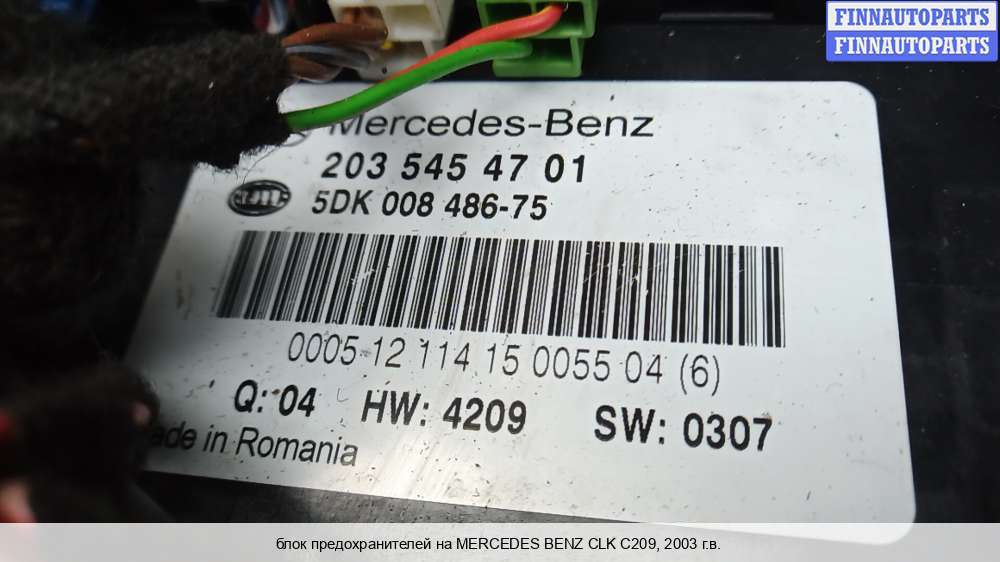 FINNAUTOPARTS
FINNAUTOPARTS
Mercedes-Benz
203 545 47 01
5DK 008 486-75
0005 12 114 15 0055 04 (6)
Q: 04 HW: 4209 SW: 0307
in Romania
блок предохранителей на MERCEDES BENZ CLK C209, 2003 г.в.